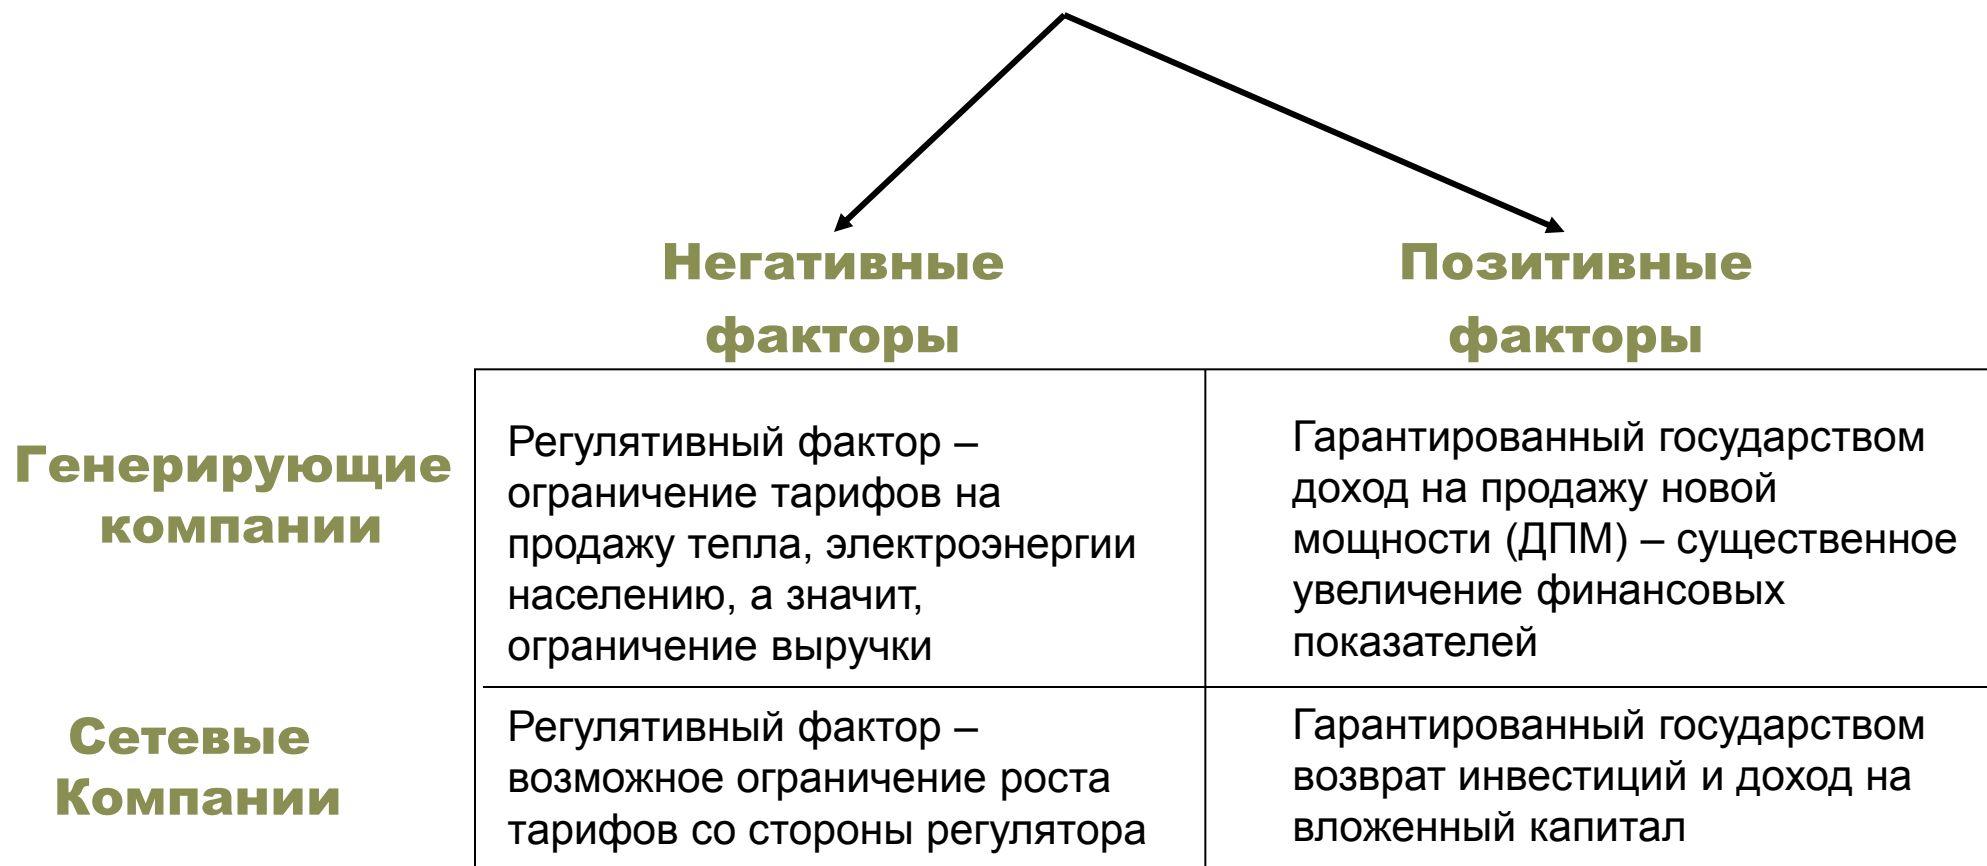 Негативные
факторы
Позитивные
факторы
Генерирующие
компании
Регулятивный фактор –
ограничение тарифов на
продажу тепла, электроэнергии
населению, а значит,
ограничение выручки
Гарантированный государством
доход на продажу новой
мощности (ДПМ) – существенное
увеличение финансовых
показателей
Сетевые
Компании
Регулятивный фактор –
возможное ограничение роста
тарифов со стороны регулятора
Гарантированный государством
возврат инвестиций и доход на
вложенный капитал